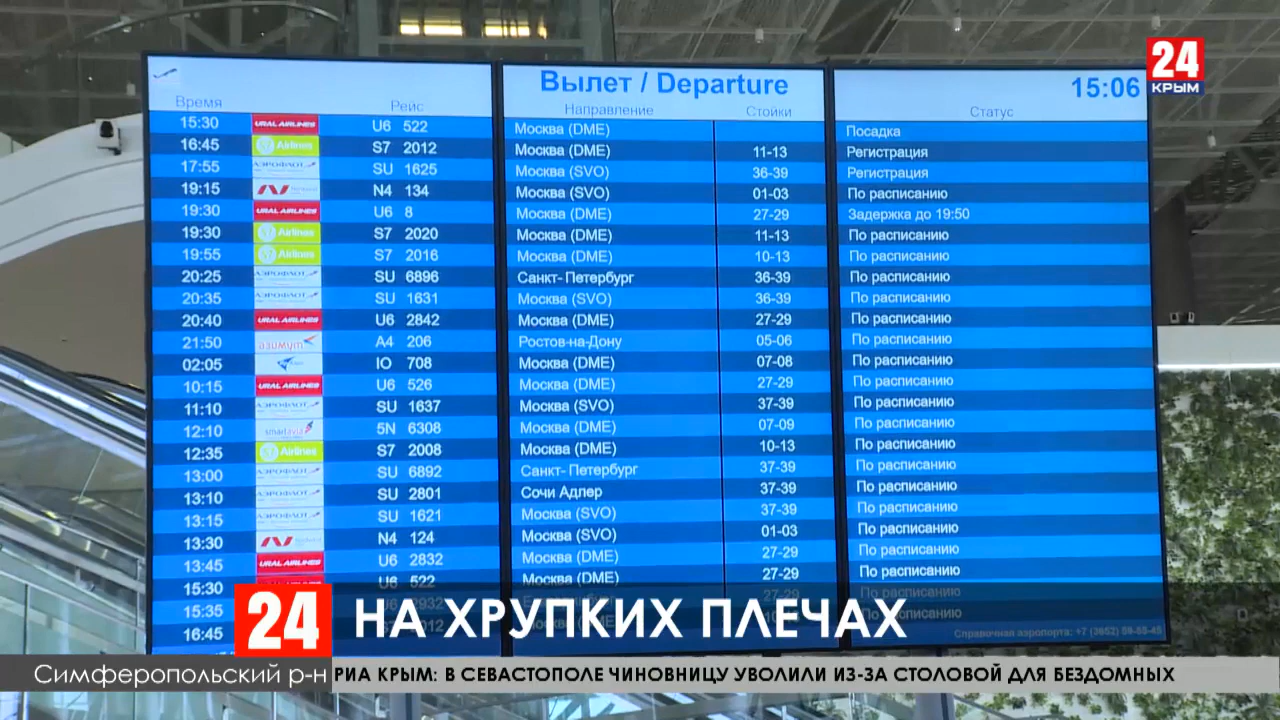 24
КРЫМ
Вылет / Departure 15:06
Время Рейс Направление Стойки Статус
15:30 URAL AIRLINES U6 522 Москва (DME) Посадка
16:45 S7 Airlines S7 2012 Москва (DME) 11-13 Регистрация
17:55 АЭРОФЛОТ SU 1625 Москва (SVO) 36-39 Регистрация
19:15 N4 134 Москва (SVO) 01-03 По расписанию
19:30 URAL AIRLINES U6 8 Москва (DME) 27-29 Задержка до 19:50
19:30 S7 Airlines S7 2020 Москва (DME) 11-13 По расписанию
19:55 S7 Airlines S7 2016 Москва (DME) 10-13 По расписанию
20:25 АЭРОФЛОТ SU 6896 Санкт- Петербург 36-39 По расписанию
20:35 АЭРОФЛОТ SU 1631 Москва (SVO) 36-39 По расписанию
20:40 URAL AIRLINES U6 2842 Москва (DME) 27-29 По расписанию
21:50 азимут A4 206 Ростов-на-Дону 05-06 По расписанию
02:05 IO 708 Москва (DME) 07-08 По расписанию
10:15 URAL AIRLINES U6 526 Москва (DME) 27-29 По расписанию
11:10 АЭРОФЛОТ SU 1637 Москва (SVO) 37-39 По расписанию
12:10 smartavia 5N 6308 Москва (DME) 07-09 По расписанию
12:35 S7 Airlines S7 2008 Москва (DME) 10-13 По расписанию
13:00 АЭРОФЛОТ SU 6892 Санкт- Петербург 37-39 По расписанию
13:10 АЭРОФЛОТ SU 2801 Сочи Адлер 37-39 По расписанию
13:15 АЭРОФЛОТ SU 1621 Москва (SVO) 37-39 По расписанию
13:30 N4 124 Москва (SVO) 01-03 По расписанию
13:45 URAL AIRLINES U6 2832 Москва (DME) 27-29 По расписанию
15:30 U6 522 Москва (DME) 27-29 По расписанию
15:35 27-29 По расписанию
16:45 По расписанию
Справочная аэропорта:
24 НА ХРУПКИХ ПЛЕЧАХ
Симферопольский р-н РИА КРЫМ: В СЕВАСТОПОЛЕ ЧИНОВНИЦУ УВОЛИЛИ ИЗ-ЗА СТОЛОВОЙ ДЛЯ БЕЗДОМНЫХ